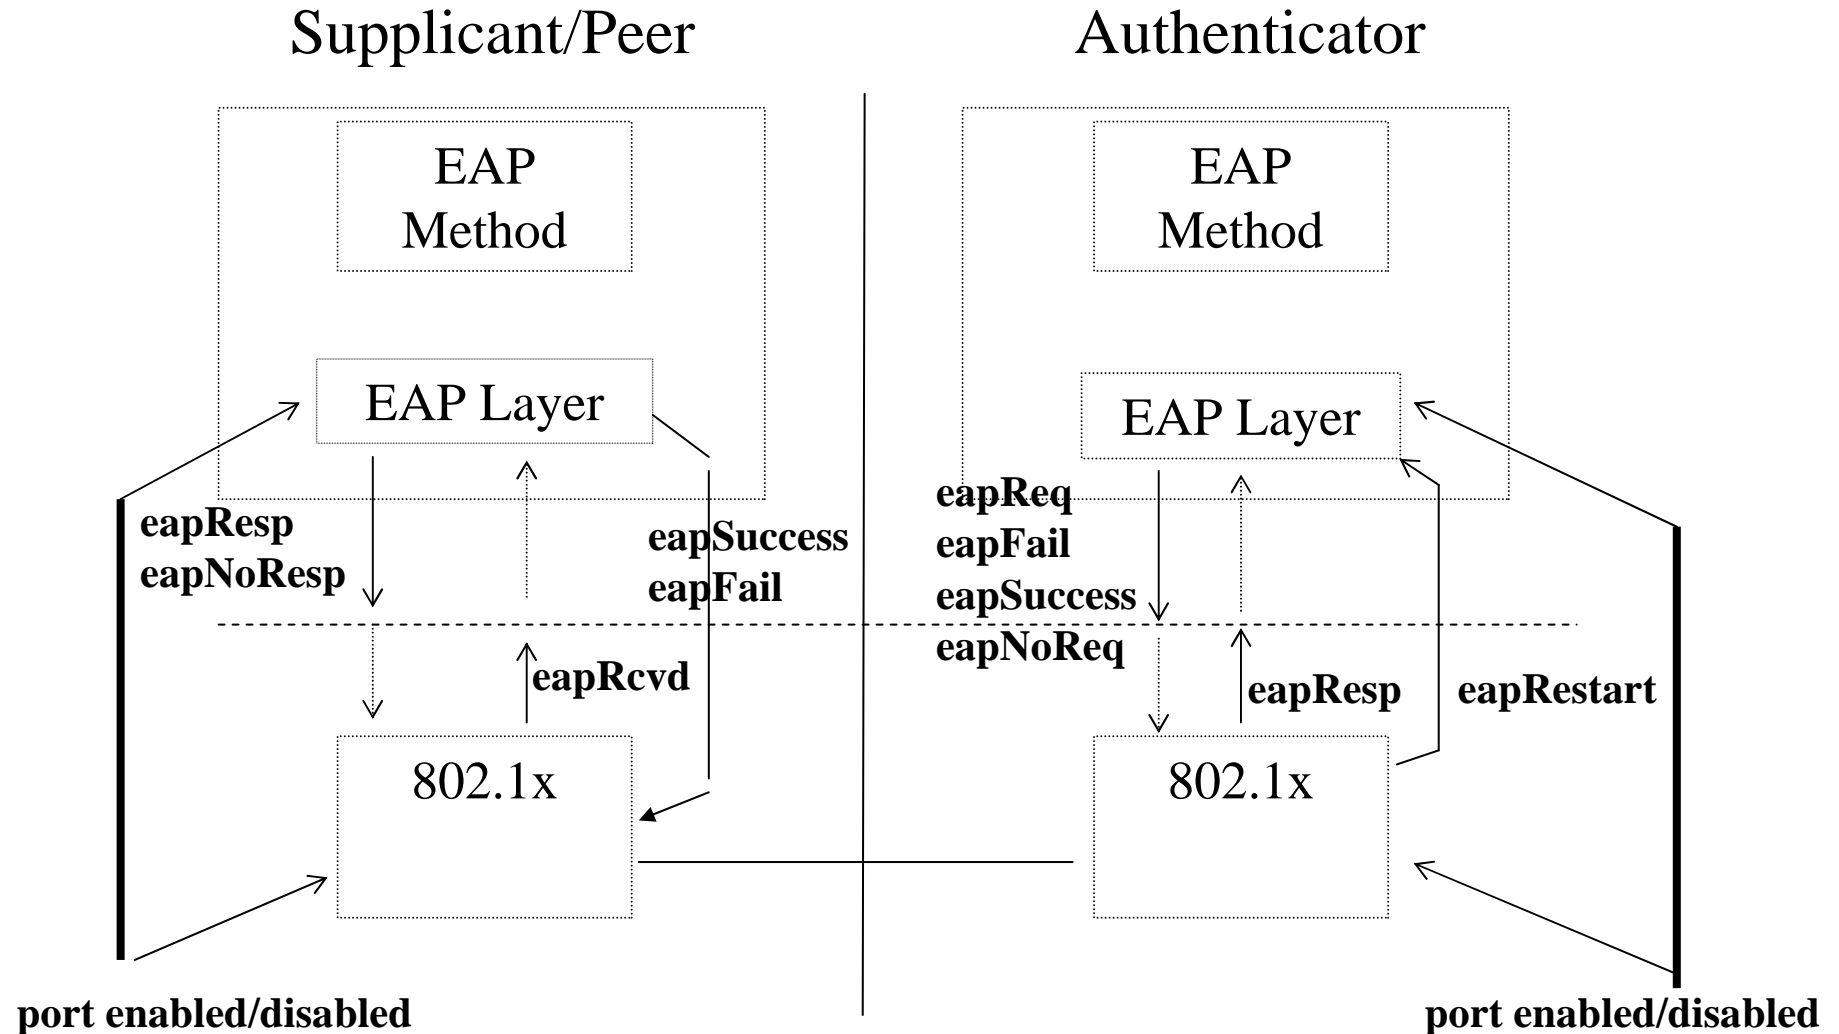 Supplicant/Peer
Authenticator
EAP
Method
EAP
Method
EAP Layer
EAP Layer
eapResp
eapNoResp
eapSuccess
eapFail
eapReq
eapFail
eapSuccess
eapNoReq
eapRcvd
eapResp
eapRestart
802.1x
802.1x
port enabled/disabled
port enabled/disabled